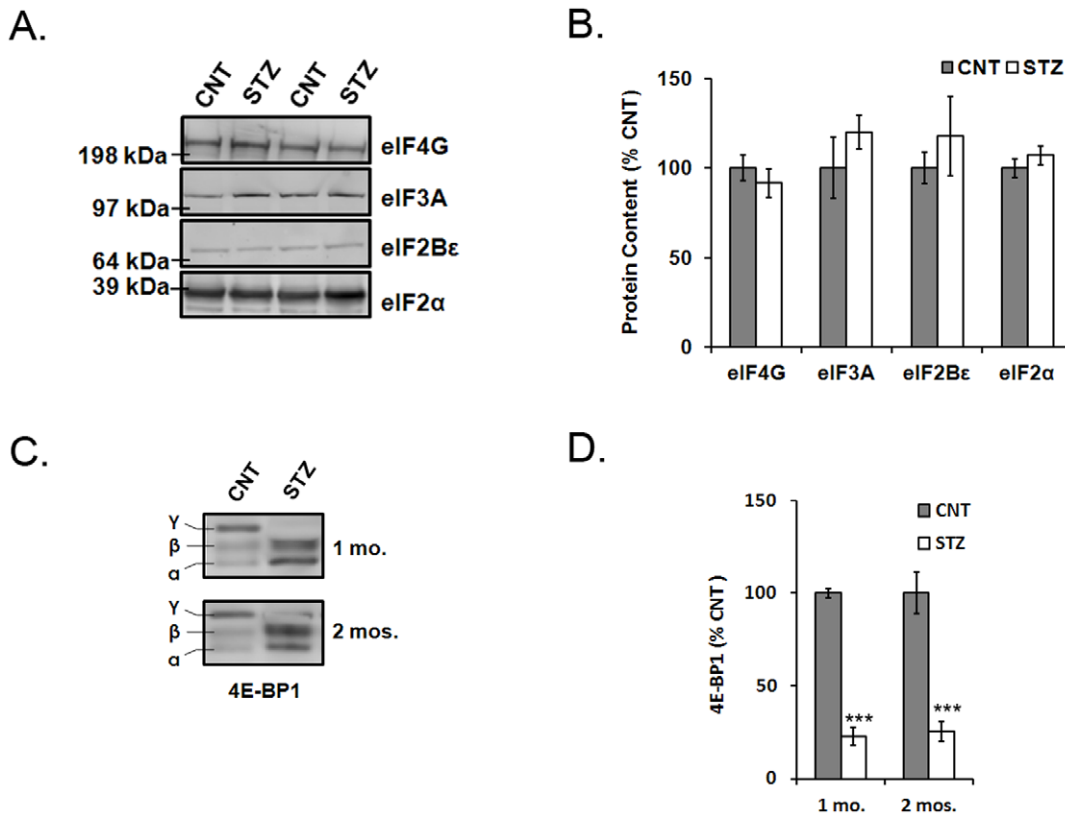 A.
CNT STZ CNT STZ
198 kDa
eIF4G
97 kDa
eIF3A
64 kDa
eIF2Bε
39 kDa
eIF2α
B.
CNT STZ
Protein Content (% CNT)
150
100
50
0
eIF4G eIF3A eIF2Bε eIF2α
C.
CNT STZ
γ
β
α
1 mo.
γ
β
α
2 mos.
4E-BP1
D.
CNT
STZ
4E-BP1 (% CNT)
150
100
50
0
*** ***
1 mo. 2 mos.